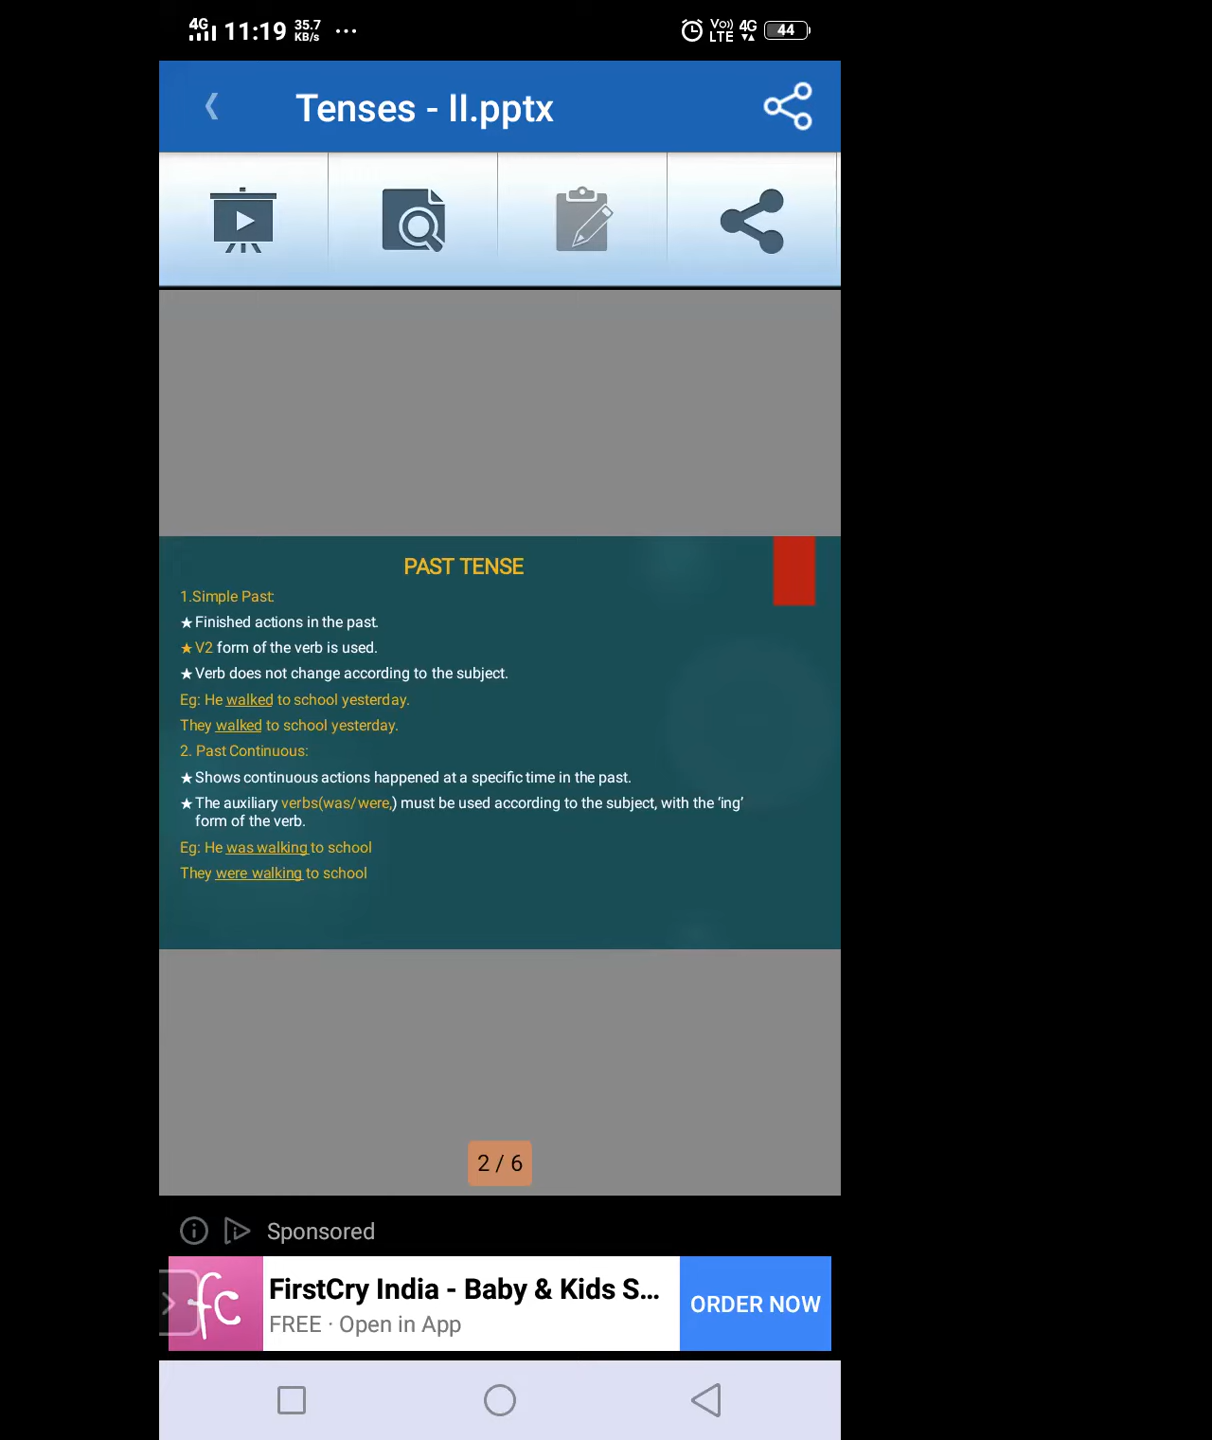 4G 11:19 35.7 KB/s ... Vo)) LTE 4G 44
Tenses - II.pptx
PAST TENSE
1.Simple Past:
★Finished actions in the past.
★V2 form of the verb is used.
★Verb does not change according to the subject.
Eg: He walked to school yesterday.
They walked to school yesterday.
2. Past Continuous:
★Shows continuous actions happened at a specific time in the past.
★The auxiliary verbs(was/were,) must be used according to the subject, with the ‘ing’
form of the verb.
Eg: He was walking to school
They were walking to school
2 / 6
Sponsored
fc
FirstCry India - Baby & Kids S...
FREE · Open in App
ORDER NOW